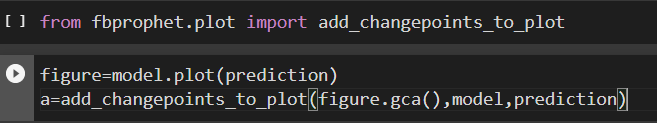 [ ] from fbprophet.plot import add_changepoints_to_plot
figure=model.plot(prediction)
a=add_changepoints_to_plot(figure.gca(),model,prediction)